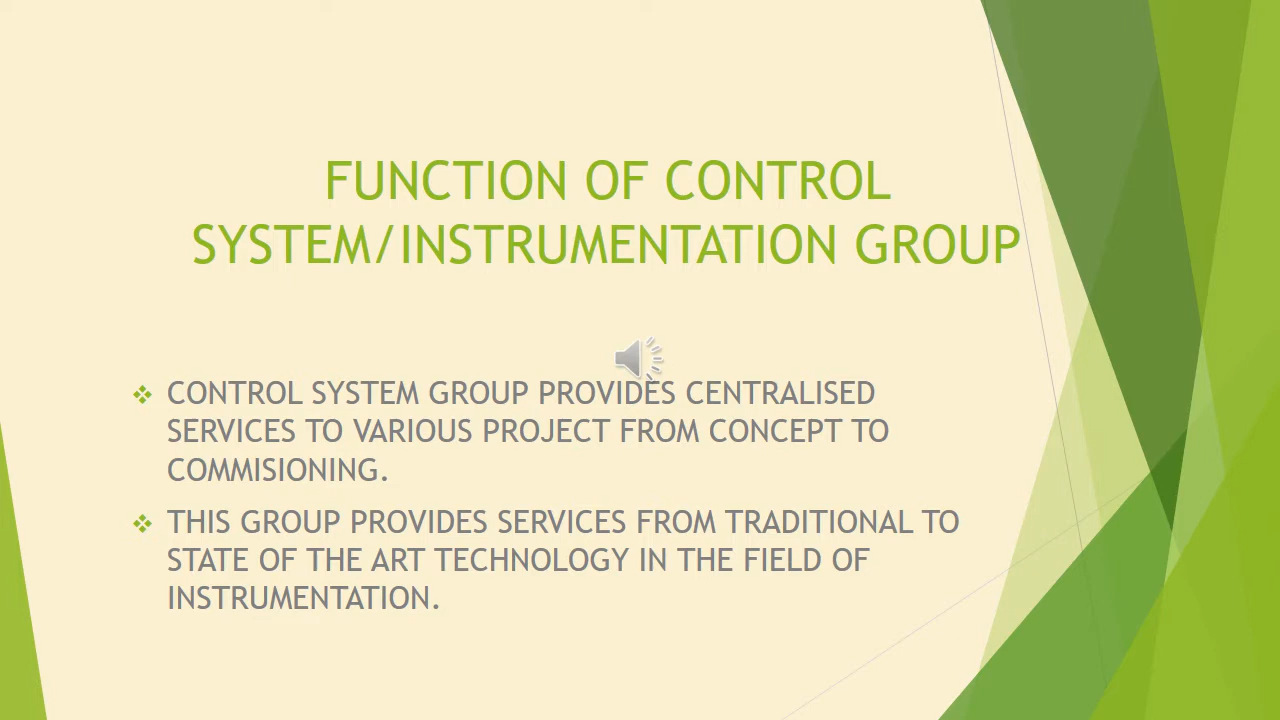 FUNCTION OF CONTROL
SYSTEM/INSTRUMENTATION GROUP
CONTROL SYSTEM GROUP PROVIDES CENTRALISED
SERVICES TO VARIOUS PROJECT FROM CONCEPT TO
COMMISIONING.
THIS GROUP PROVIDES SERVICES FROM TRADITIONAL TO
STATE OF THE ART TECHNOLOGY IN THE FIELD OF
INSTRUMENTATION.